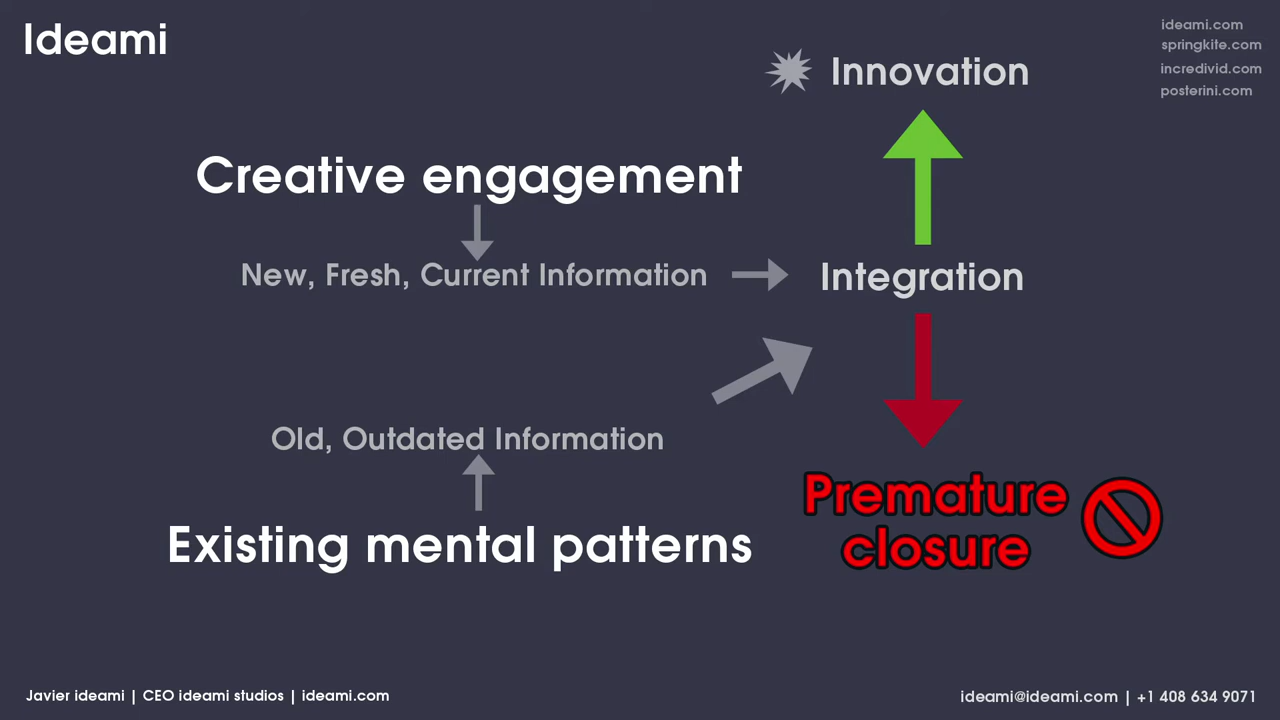 Ideami
ideami.com
springkite.com
incredivid.com
posterini.com
Innovation
Creative engagement
New, Fresh, Current Information
Integration
Old, Outdated Information
Premature
closure
Existing mental patterns
Javier ideami | CEO ideami studios | ideami.com
ideami@ideami.com | +1 408 634 9071